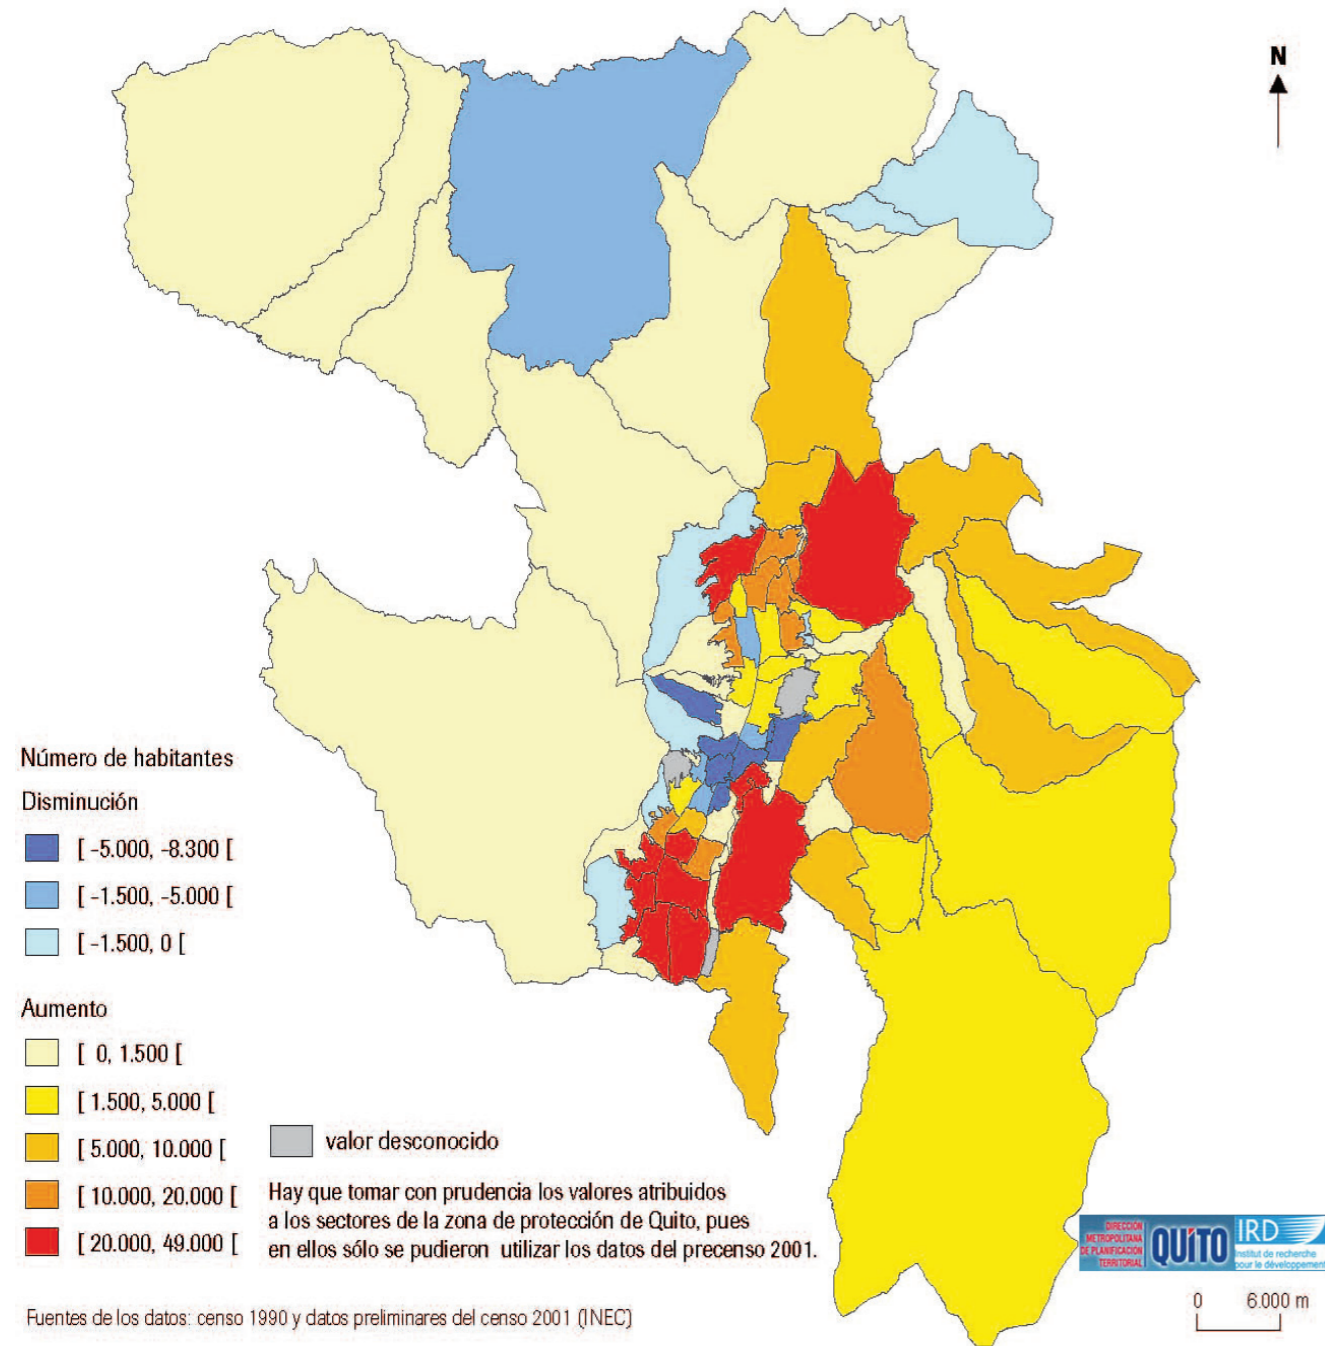 N
Número de habitantes
Disminución
[ -5.000, -8.300 [
[ -1.500, -5.000 [
[ -1.500, 0 [
Aumento
[ 0, 1.500 [
[ 1.500, 5.000 [
[ 5.000, 10.000 [
[ 10.000, 20.000 [
[ 20.000, 49.000 [
valor desconocido
Hay que tomar con prudencia los valores atribuidos
a los sectores de la zona de protección de Quito, pues
en ellos sólo se pudieron utilizar los datos del precenso 2001.
DIRECCIÓN
METROPOLITANA
DE PLANIFICACIÓN
TERRITORIAL
QUITO
IRD
Institut de recherche
pour le développement
0 6.000 m
Fuentes de los datos: censo 1990 y datos preliminares del censo 2001 (INEC)